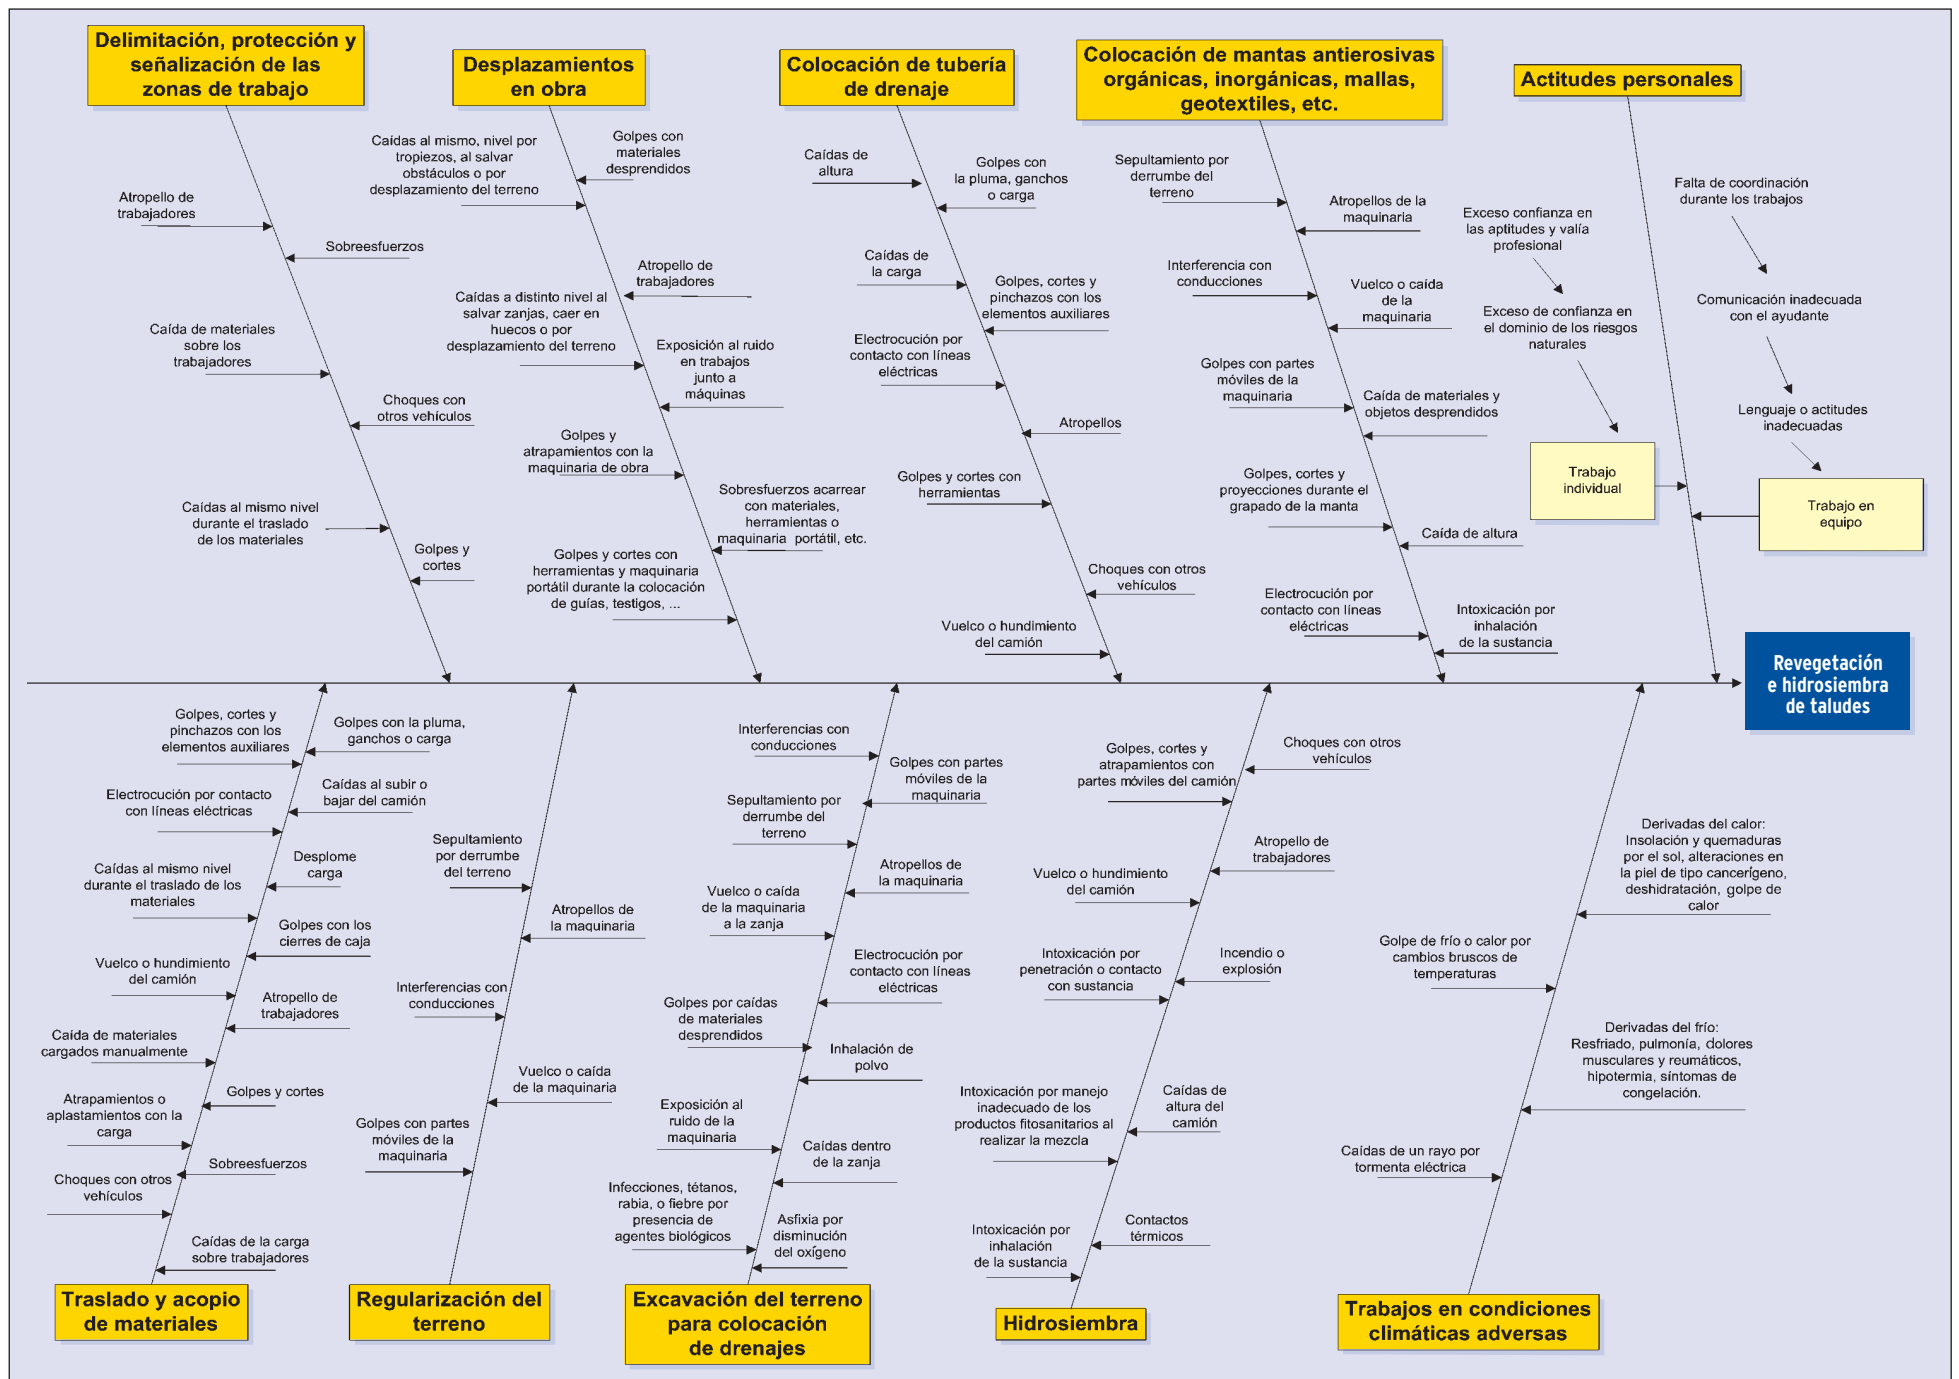 Delimitación, protección y
señalización de las
zonas de trabajo
Desplazamientos
en obra
Colocación de tubería
de drenaje
Colocación de mantas antierosivas
orgánicas, inorgánicas, mallas,
geotextiles, etc.
Actitudes personales
Atropello de
trabajadores
Sobreesfuerzos
Caída de materiales
sobre los
trabajadores
Choques con
otros vehículos
Caídas al mismo nivel
durante el traslado
de los materiales
Golpes y
cortes
Caídas al mismo, nivel por
tropiezos, al salvar
obstáculos o por
desplazamiento del terreno
Golpes con
materiales
desprendidos
Atropello de
trabajadores
Caídas a distinto nivel al
salvar zanjas, caer en
huecos o por
desplazamiento del terreno
Exposición al ruido
en trabajos
junto a
máquinas
Golpes y
atrapamientos con la
maquinaria de obra
Sobresfuerzos acarrear
con materiales,
herramientas o
maquinaria portátil, etc.
Golpes y cortes con
herramientas y maquinaria
portátil durante la colocación
de guías, testigos, ...
Caídas de
altura
Golpes con
la pluma, ganchos
o carga
Caídas de
la carga
Golpes, cortes y
pinchazos con los
elementos auxiliares
Electrocución por
contacto con líneas
eléctricas
Atropellos
Golpes y cortes con
herramientas
Choques con otros
vehículos
Vuelco o hundimiento
del camión
Sepultamiento por
derrumbe del
terreno
Atropellos de la
maquinaria
Interferencia con
conducciones
Vuelco o caída
de la
maquinaria
Golpes con partes
móviles de la
maquinaria
Caída de materiales y
objetos desprendidos
Golpes, cortes y
proyecciones durante el
grapado de la manta
Caída de altura
Electrocución por
contacto con líneas
eléctricas
Intoxicación por
inhalación
de la sustancia
Exceso confianza en
las aptitudes y valía
profesional
Exceso de confianza en
el dominio de los riesgos
naturales
Trabajo
individual
Falta de coordinación
durante los trabajos
Comunicación inadecuada
con el ayudante
Lenguaje o actitudes
inadecuadas
Trabajo en
equipo
Revegetación
e hidrosiembra
de taludes
Golpes, cortes y
pinchazos con los
elementos auxiliares
Golpes con la pluma,
ganchos o carga
Electrocución por contacto
con líneas eléctricas
Caídas al subir o
bajar del camión
Caídas al mismo nivel
durante el traslado de los
materiales
Desplome
carga
Golpes con los
cierres de caja
Vuelco o hundimiento
del camión
Atropello de
trabajadores
Caída de materiales
cargados manualmente
Golpes y cortes
Atrapamientos o
aplastamientos con la
carga
Sobreesfuerzos
Choques con otros
vehículos
Caídas de la carga
sobre trabajadores
Sepultamiento
por derrumbe
del terreno
Atropellos de
la maquinaria
Interferencias con
conducciones
Vuelco o caída
de la maquinaria
Golpes con partes
móviles de la
maquinaria
Interferencias con
conducciones
Golpes con partes
móviles de la
maquinaria
Sepultamiento por
derrumbe del
terreno
Atropellos de
la maquinaria
Vuelco o caída
de la maquinaria
a la zanja
Electrocución por
contacto con líneas
eléctricas
Golpes por caídas
de materiales
desprendidos
Inhalación de
polvo
Exposición al
ruido de la
maquinaria
Caídas dentro
de la zanja
Infecciones, tétanos,
rabia, o fiebre por
presencia de
agentes biológicos
Asfixia por
disminución
del oxígeno
Golpes, cortes y
atrapamientos con
partes móviles del camión
Choques con otros
vehículos
Atropello de
trabajadores
Vuelco o hundimiento
del camión
Intoxicación por
penetración o contacto
con sustancia
Incendio o
explosión
Intoxicación por manejo
inadecuado de los
productos fitosanitarios al
realizar la mezcla
Caídas de
altura del
camión
Intoxicación por
inhalación
de la sustancia
Contactos
térmicos
Derivadas del calor:
Insolación y quemaduras
por el sol, alteraciones en
la piel de tipo cancerígeno,
deshidratación, golpe de
calor
Golpe de frío o calor por
cambios bruscos de
temperaturas
Derivadas del frío:
Resfriado, pulmonía, dolores
musculares y reumáticos,
hipotermia, síntomas de
congelación.
Caídas de un rayo por
tormenta eléctrica
Traslado y acopio
de materiales
Regularización del
terreno
Excavación del terreno
para colocación
de drenajes
Hidrosiembra
Trabajos en condiciones
climáticas adversas